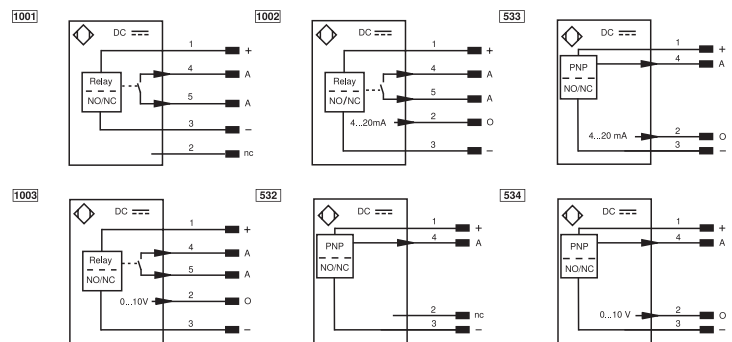 1001
DC
1
+
Relay
NO/NC
4
A
5
A
3
–
2
nc
1002
DC
1
+
Relay
NO/NC
4
A
5
A
4...20mA
2
O
3
–
533
DC
1
+
PNP
NO/NC
4
A
4...20 mA
2
O
3
–
1003
DC
1
+
Relay
NO/NC
4
A
5
A
0...10V
2
O
3
–
532
DC
1
+
PNP
NO/NC
4
A
2
nc
3
–
534
DC
1
+
PNP
NO/NC
4
A
0...10 V
2
O
3
–